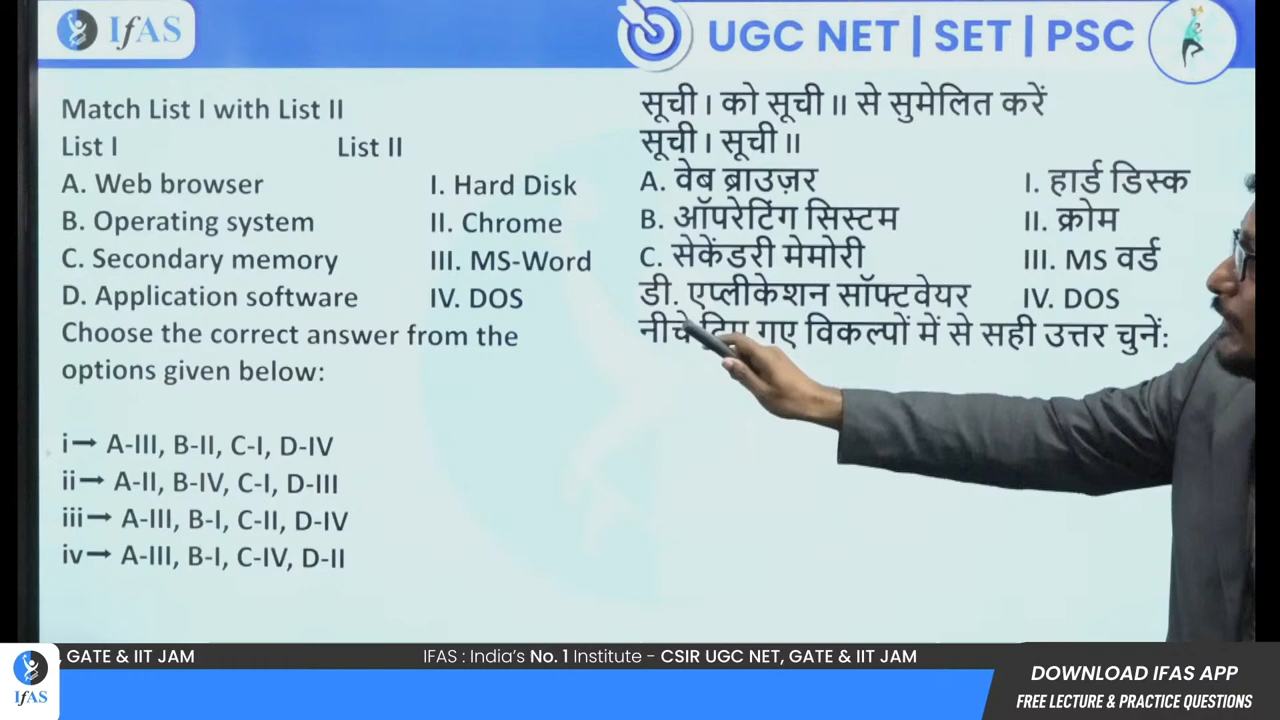 IfAS
UGC NET | SET | PSC
Match List I with List II
List I List II
A. Web browser I. Hard Disk
B. Operating system II. Chrome
C. Secondary memory III. MS-Word
D. Application software IV. DOS
Choose the correct answer from the
options given below:
i→ A-III, B-II, C-I, D-IV
ii→ A-II, B-IV, C-I, D-III
iii→ A-III, B-I, C-II, D-IV
iv→ A-III, B-I, C-IV, D-II
सूची । को सूची ॥ से सुमेलित करें
सूची । सूची ॥
A. वेब ब्राउज़र I. हार्ड डिस्क
B. ऑपरेटिंग सिस्टम II. क्रोम
C. सेकेंडरी मेमोरी III. MS वर्ड
डी. एप्लीकेशन सॉफ्टवेयर IV. DOS
नीचे दिए गए विकल्पों में से सही उत्तर चुनें:
, GATE & IIT JAM IFAS : India's No. 1 Institute - CSIR UGC NET, GATE & IIT JAM
IfAS
DOWNLOAD IFAS APP
FREE LECTURE & PRACTICE QUESTIONS